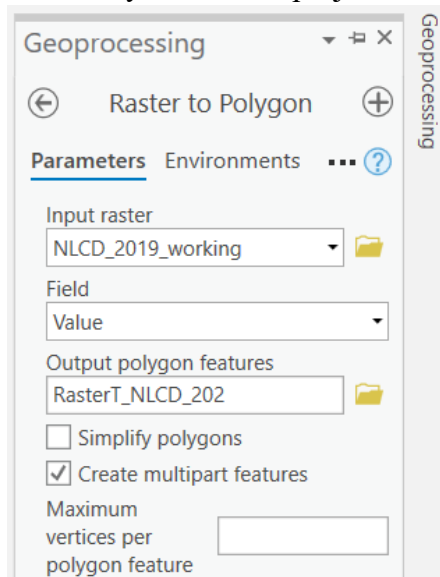 Geoprocessing
Geoprocessing
Raster to Polygon
Parameters Environments
Input raster
NLCD_2019_working
Field
Value
Output polygon features
RasterT_NLCD_202
Simplify polygons
Create multipart features
Maximum
vertices per
polygon feature